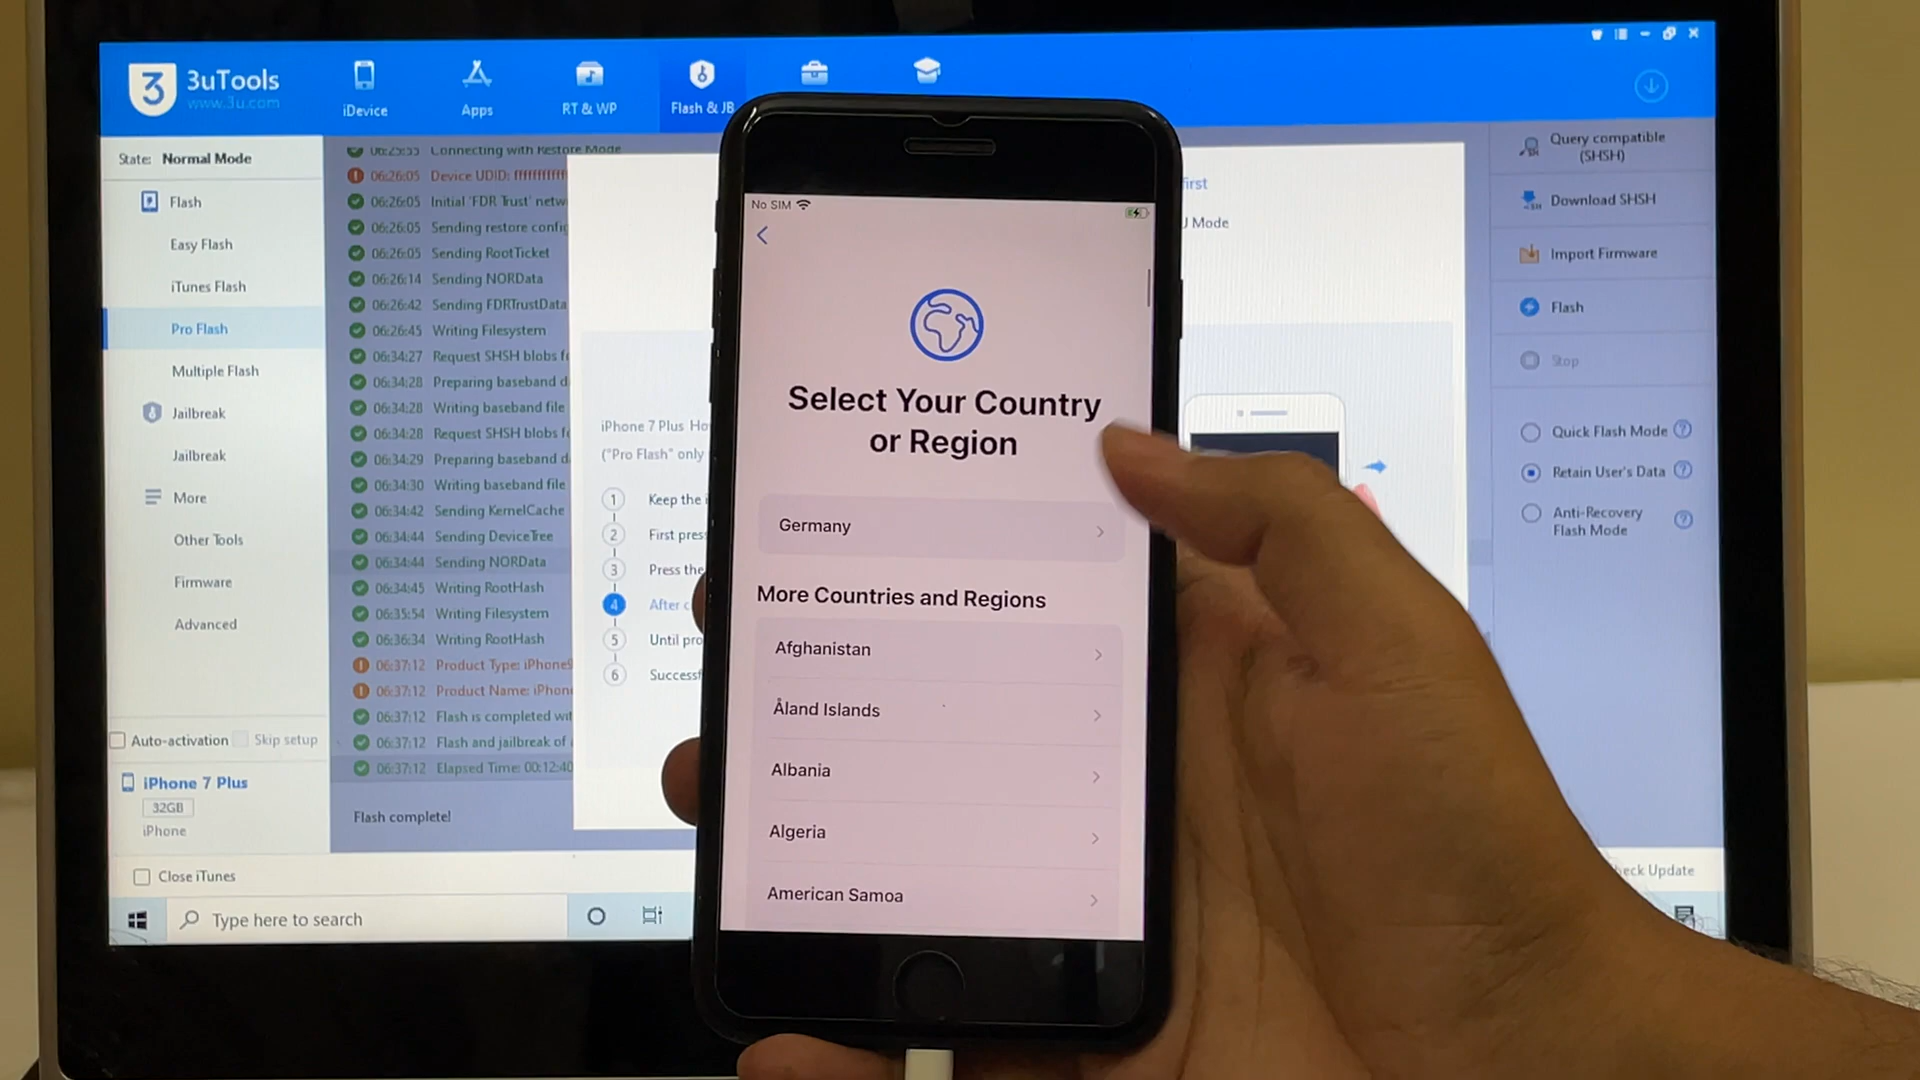 3 3uTools
www.3u.com
iDevice
Apps
RT & WP
Flash & JB
State: Normal Mode
Flash
Easy Flash
iTunes Flash
Pro Flash
Multiple Flash
Jailbreak
Jailbreak
More
Other Tools
Firmware
Advanced
Auto-activation Skip setup
iPhone 7 Plus
32GB
iPhone
Close iTunes
Type here to search
06:25:55 Connecting with Restore Mode
06:26:05 Device UDID: fffffffffff
06:26:05 Initial 'FDR Trust'
06:26:05 Sending restore
06:26:05 Sending RootTicket
06:26:14 Sending NORData
06:26:42 Sending FDRTrustData
06:26:45 Writing Filesystem
06:34:27 Request SHSH blobs
06:34:28 Preparing baseband
06:34:28 Writing baseband file
06:34:28 Request SHSH blobs
06:34:29 Preparing baseband
06:34:30 Writing baseband file
06:34:42 Sending KernelCache
06:34:44 Sending DeviceTree
06:34:44 Sending NORData
06:34:45 Writing RootHash
06:35:54 Writing Filesystem
06:36:34 Writing RootHash
06:37:12 Product Type:
06:37:12 Product Name:
06:37:12 Flash is completed
06:37:12 Flash and jailbreak of
06:37:12 Elapsed Time: 00:12:40
Flash complete!
iPhone 7 Plus
("Pro Flash" only
1 Keep the
2 First
3 Press the
4 After
5 Until
6
No SIM
Select Your Country
or Region
Germany
More Countries and Regions
Afghanistan
Åland Islands
Albania
Algeria
American Samoa
Mode
Query compatible
(SHSH)
Download SHSH
Import Firmware
Flash
Stop
Quick Flash Mode ?
Retain User's Data ?
Anti-Recovery
Flash Mode ?
Update